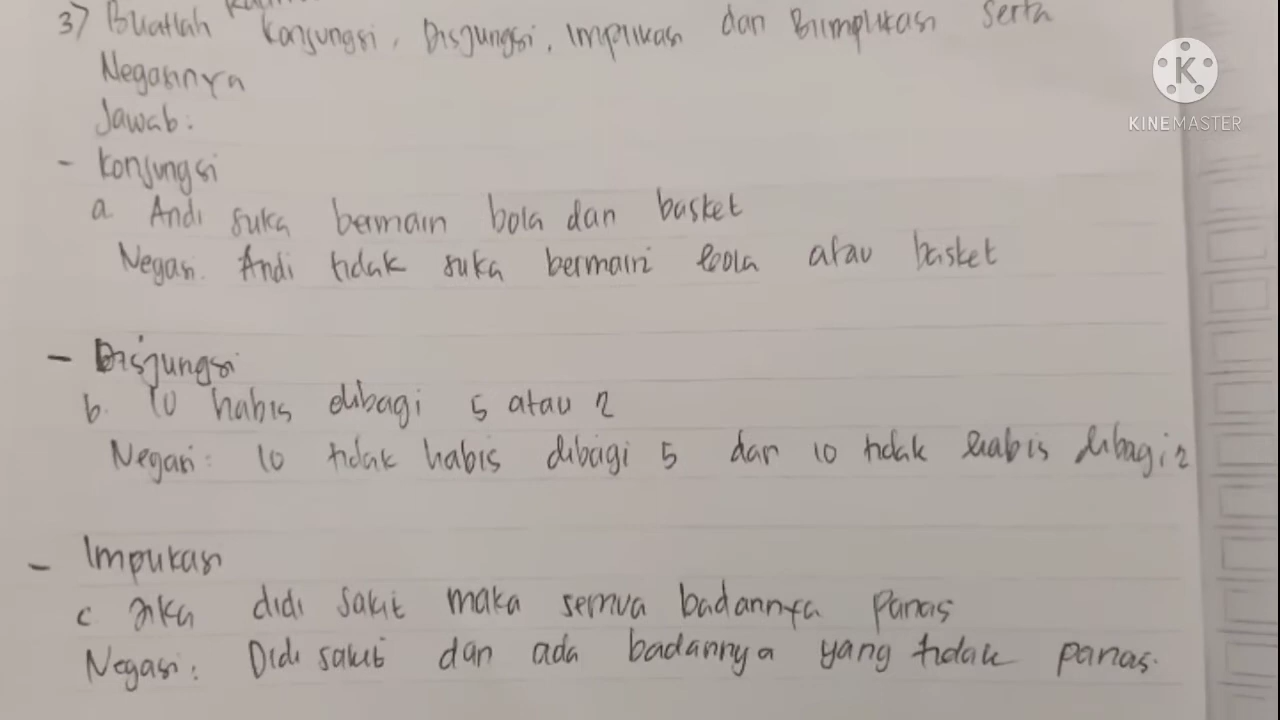 3) Buatlah Konjungsi, Disjungsi, Implikasi dan Biimplikasi serta
Negasinya
Jawab:
- Konjungsi
a Andi suka bermain bola dan basket
Negasi. Andi tidak suka bermain bola atau basket
- Disjungsi
b. 10 habis dibagi 5 atau 2
Negasi: 10 tidak habis dibagi 5 dan 10 tidak habis dibagi 2
- Implikasi
c Jika didi sakit maka semua badannya panas
Negasi: Didi sakit dan ada badannya yang tidak panas.
K
KINEMASTER